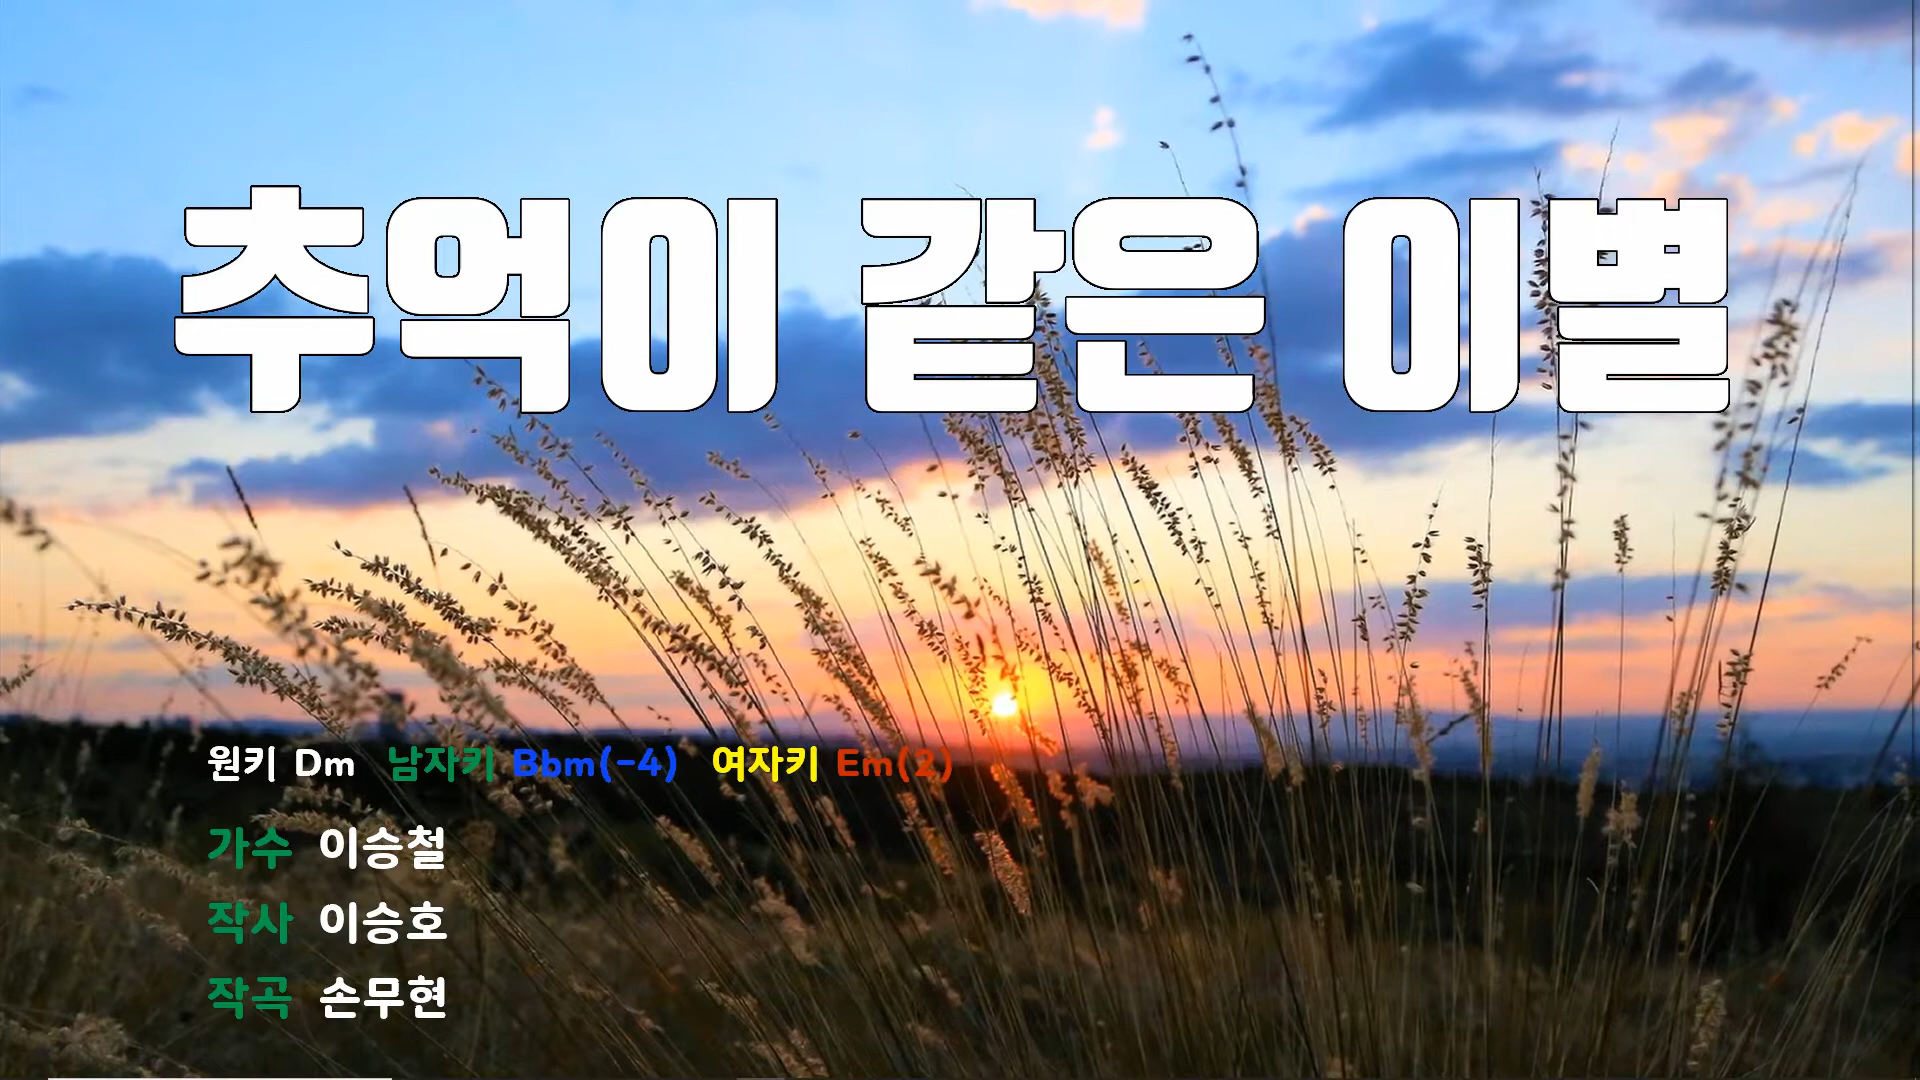 추억이 같은 이별
원키 Dm 남자키 Bbm(-4) 여자키 Em(2)
가수 이승철
작사 이승호
작곡 손무현